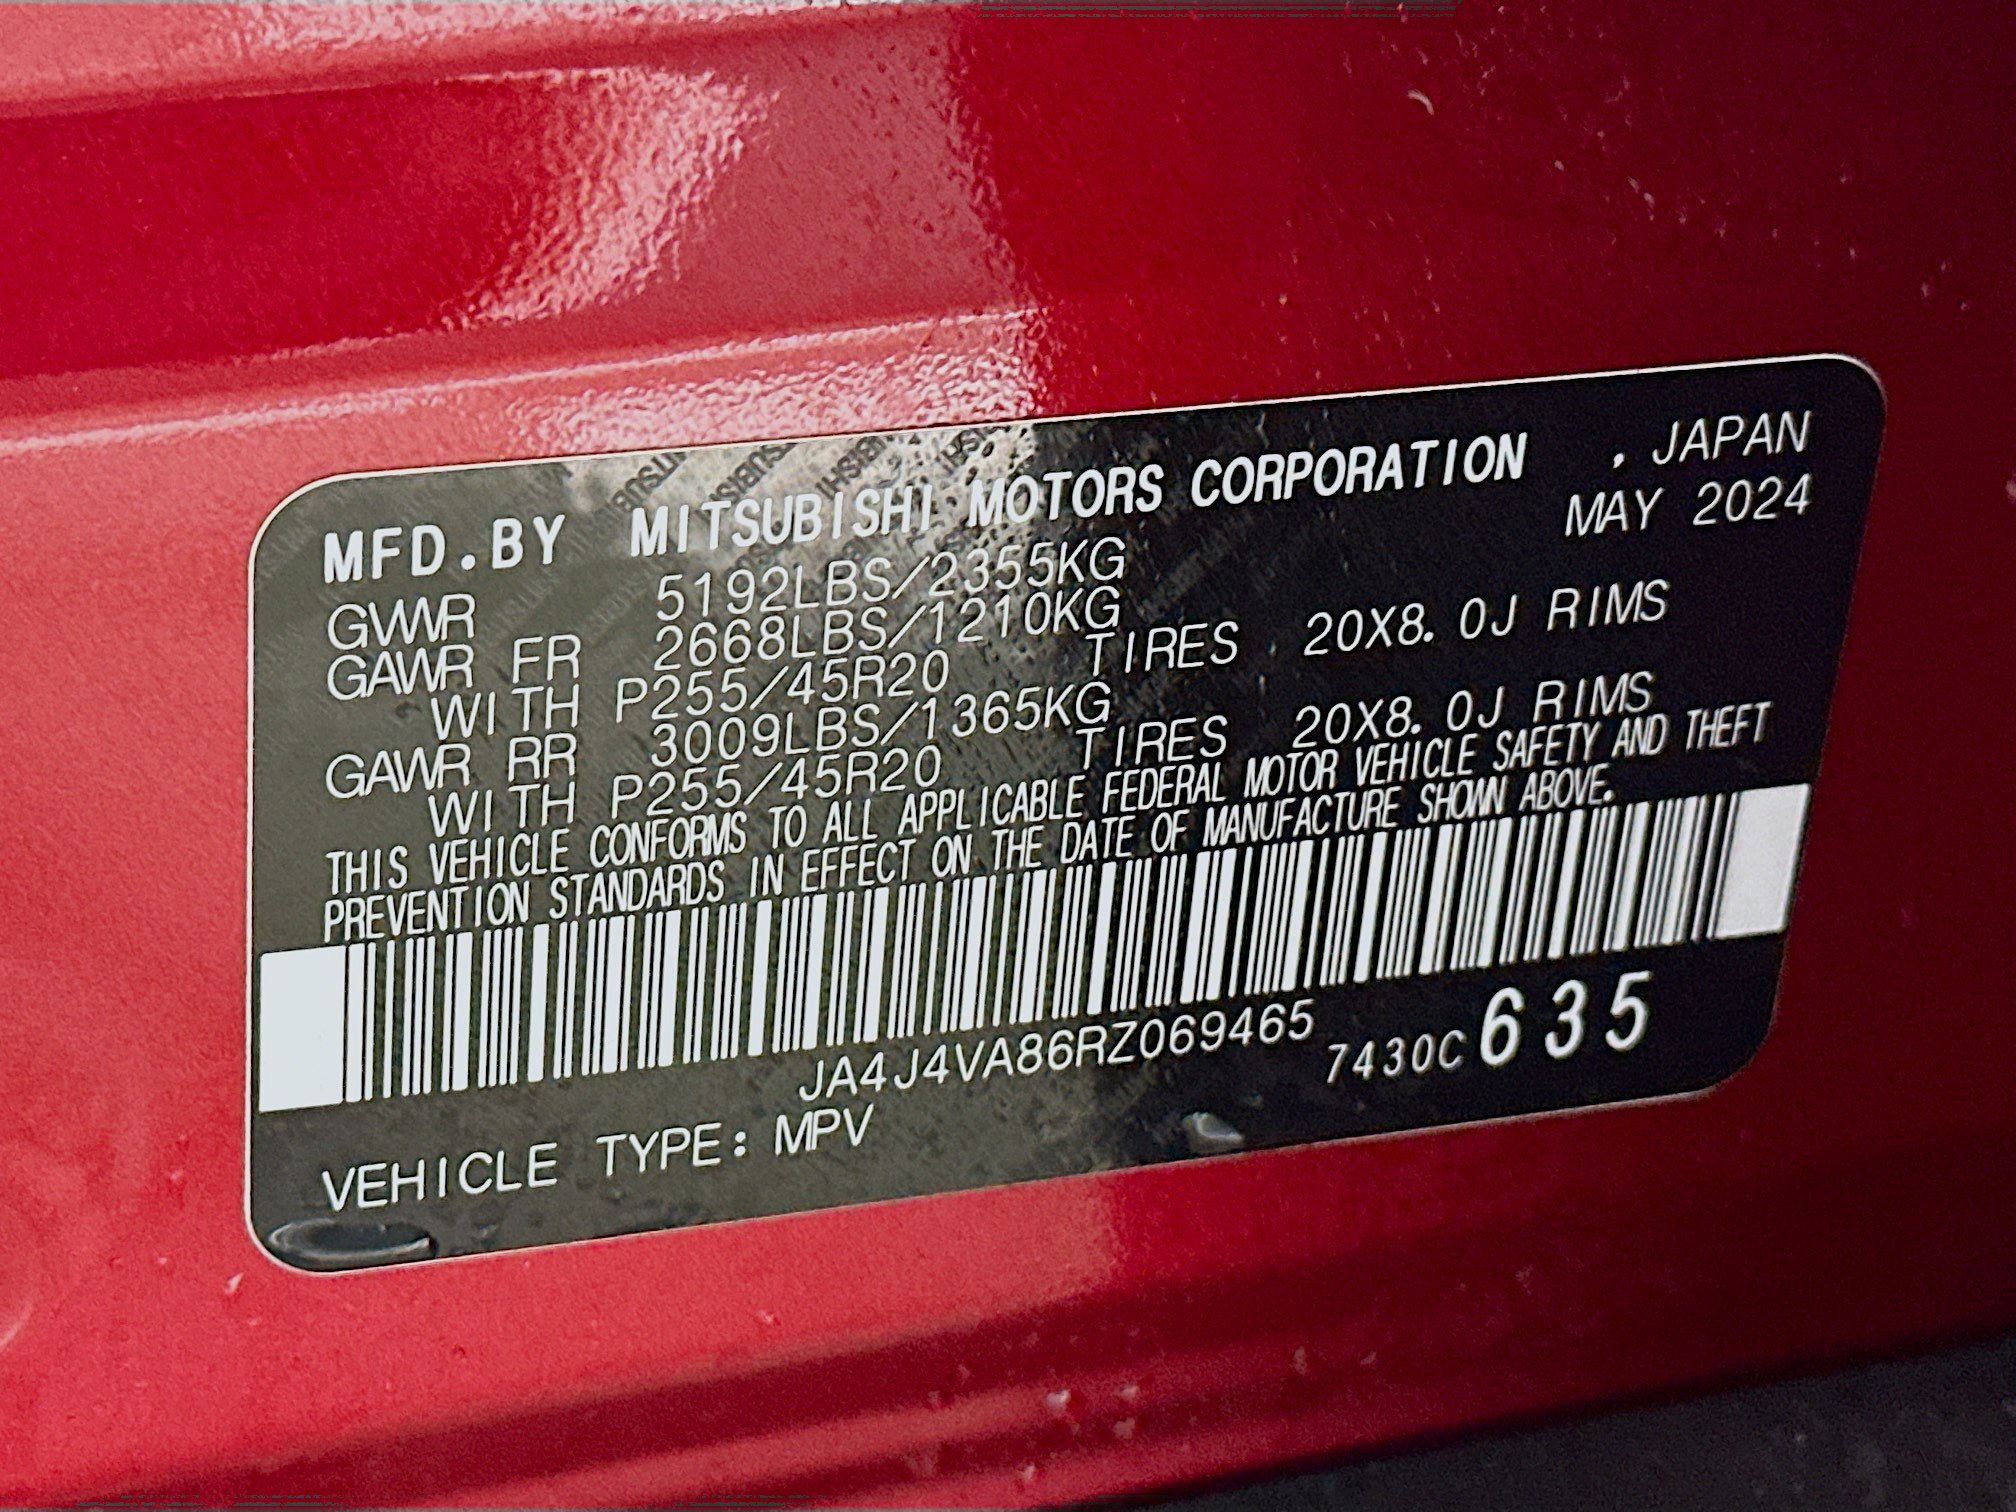 MFD.BY MITSUBISHI MOTORS CORPORATION , JAPAN
MAY 2024
GVWR 5192LBS/2355KG
GAWR FR 2668LBS/1210KG
WITH P255/45R20 TIRES , 20X8.0J RIMS
GAWR RR 3009LBS/1365KG
WITH P255/45R20 TIRES 20X8.0J RIMS
THIS VEHICLE CONFORMS TO ALL APPLICABLE FEDERAL MOTOR VEHICLE SAFETY AND THEFT
PREVENTION STANDARDS IN EFFECT ON THE DATE OF MANUFACTURE SHOWN ABOVE.
JA4J4VA86RZ069465 7430C635
VEHICLE TYPE: MPV